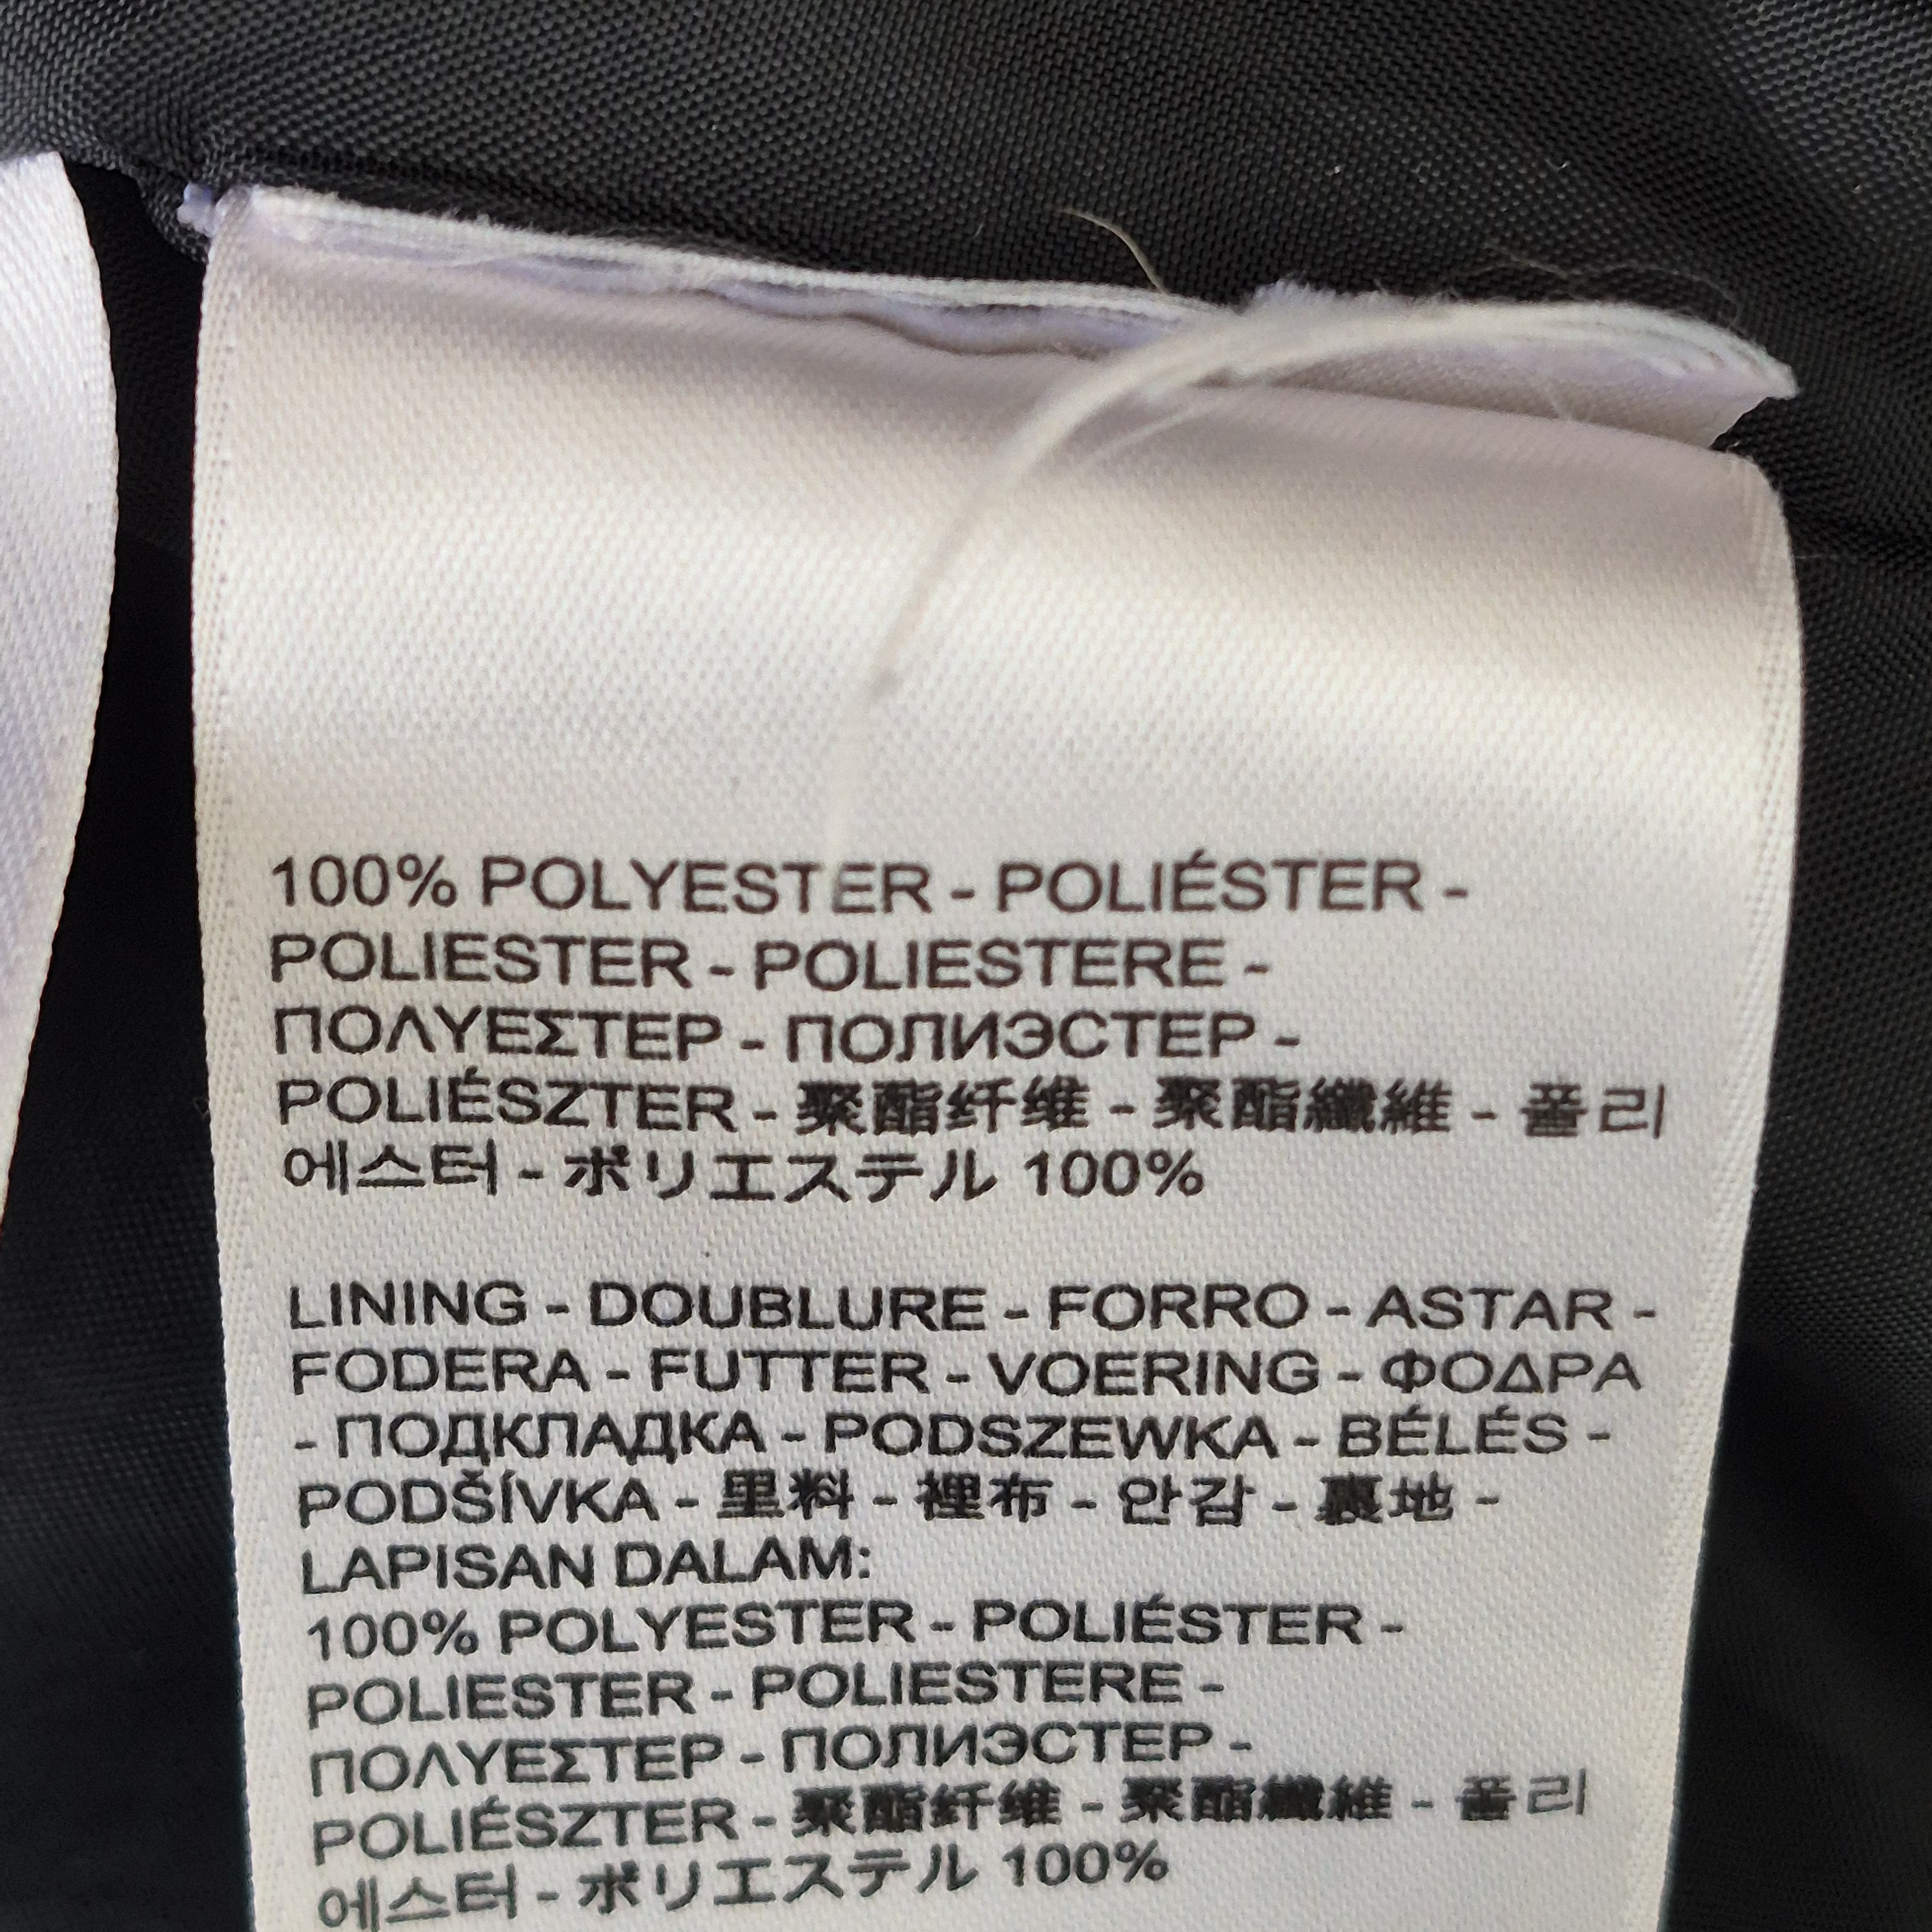 100% POLYESTER - POLIÉSTER -
POLIESTER - POLIESTERE -
ΠΟΛΥΕΣΤΕΡ - ПОЛИЭСТЕР -
POLIÉSZTER - 聚酯纤维 - 聚酯纖維 - 폴리
에스터 - ポリエステル 100%
LINING - DOUBLURE - FORRO - ASTAR -
FODERA - FUTTER - VOERING - ΦΟΔΡΑ
- ПОДКЛАДКА - PODSZEWKA - BÉLÉS -
PODŠÍVKA - 里料 - 裡布 - 안감 - 裏地 -
LAPISAN DALAM:
100% POLYESTER - POLIÉSTER -
POLIESTER - POLIESTERE -
ΠΟΛΥΕΣΤΕΡ - ПОЛИЭСТЕР -
POLIÉSZTER - 聚酯纤维 - 聚酯纖維 - 폴리
에스터 - ポリエステル 100%